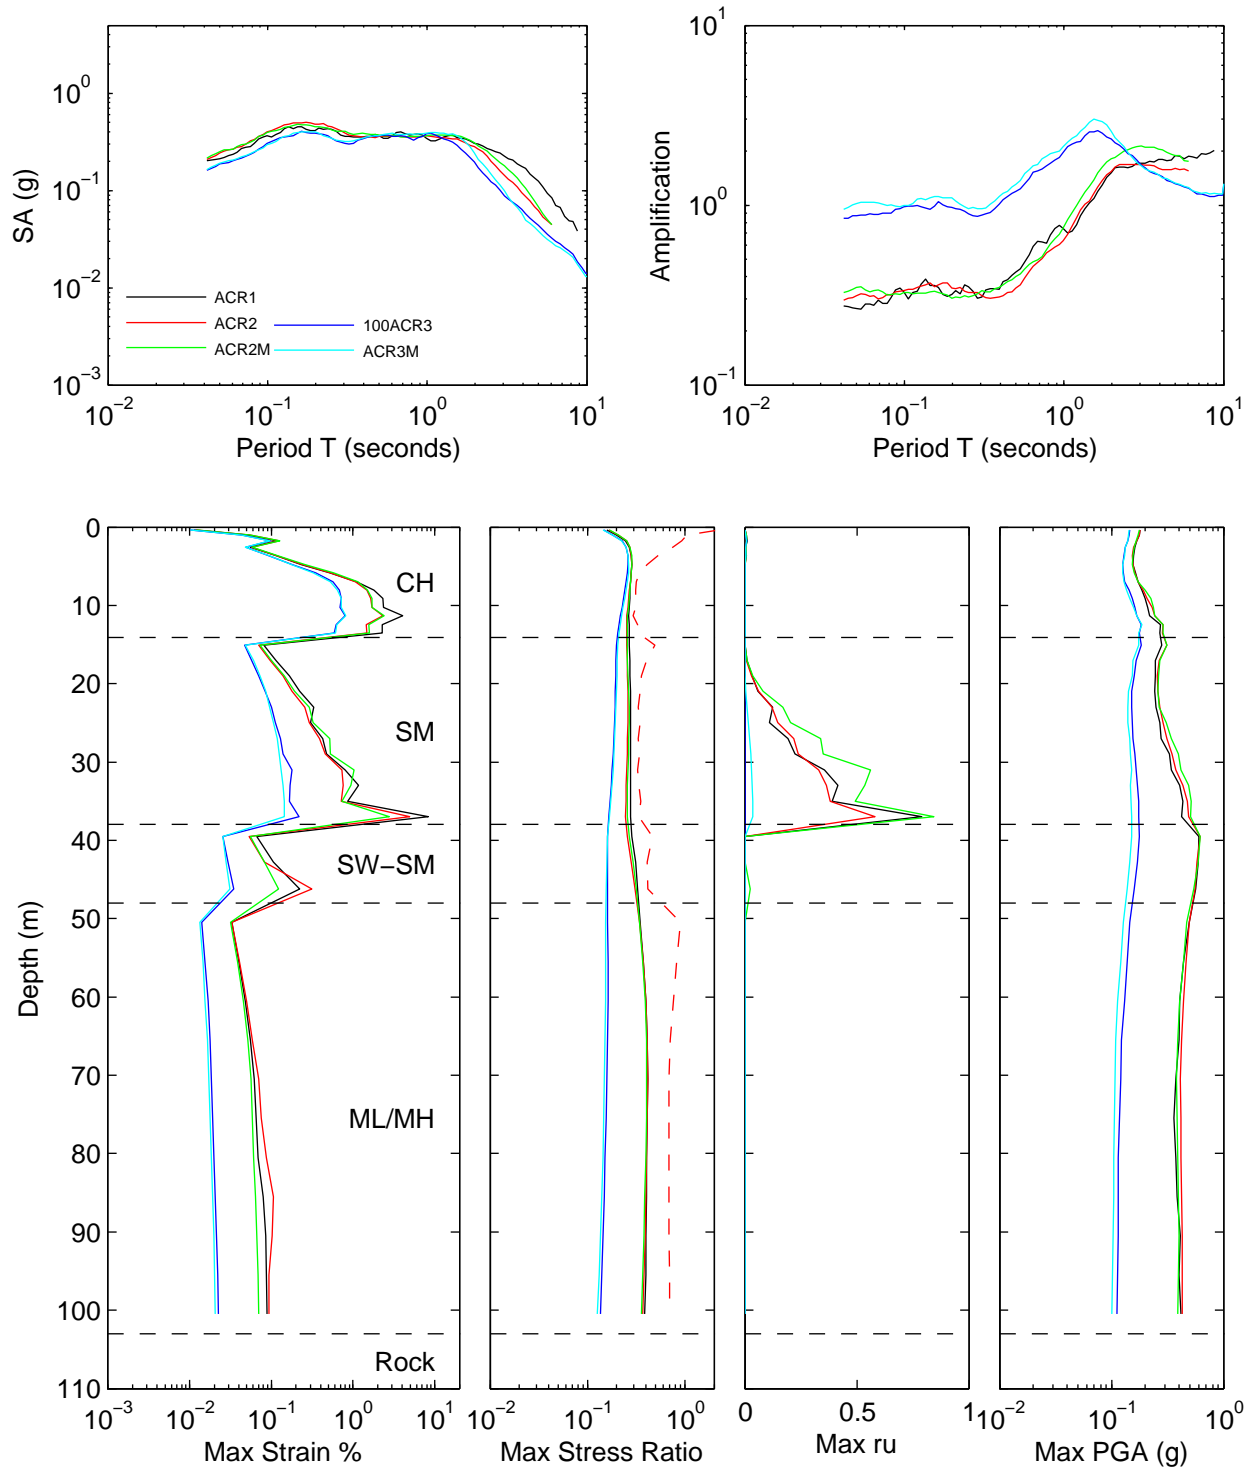 10^0
10^-1
10^-2
10^-3
SA (g)
10^-2 10^-1 10^0 10^1
Period T (seconds)
ACR1
ACR2
ACR2M
100ACR3
ACR3M
10^1
10^0
10^-1
Amplification
10^-2 10^-1 10^0 10^1
Period T (seconds)
0
10
20
30
40
50
60
70
80
90
100
110
Depth (m)
CH
SM
SW-SM
ML/MH
Rock
10^-3 10^-2 10^-1 10^0 10^1
Max Strain %
10^-2 10^-1 10^0
Max Stress Ratio
0 0.5 1
Max ru
10^-2 10^-1 10^0
Max PGA (g)